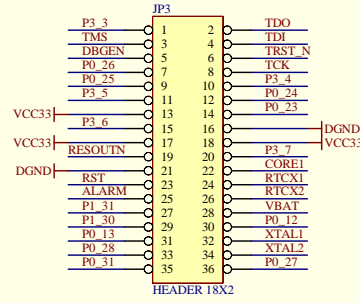 JP3
P3_3 1 2 TDO
TMS 3 4 TDI
DBGEN 5 6 TRST_N
P0_26 7 8 TCK
P0_25 9 10 P3_4
P3_5 11 12 P0_24
VCC33 13 14 P0_23
P3_6 15 16 DGND
VCC33 17 18 VCC33
RESOUTN 19 20 P3_7
DGND 21 22 CORE1
RST 23 24 RTCX1
ALARM 25 26 RTCX2
P1_31 27 28 VBAT
P1_30 29 30 P0_12
P0_13 31 32 XTAL1
P0_28 33 34 XTAL2
P0_31 35 36 P0_27
HEADER 18X2